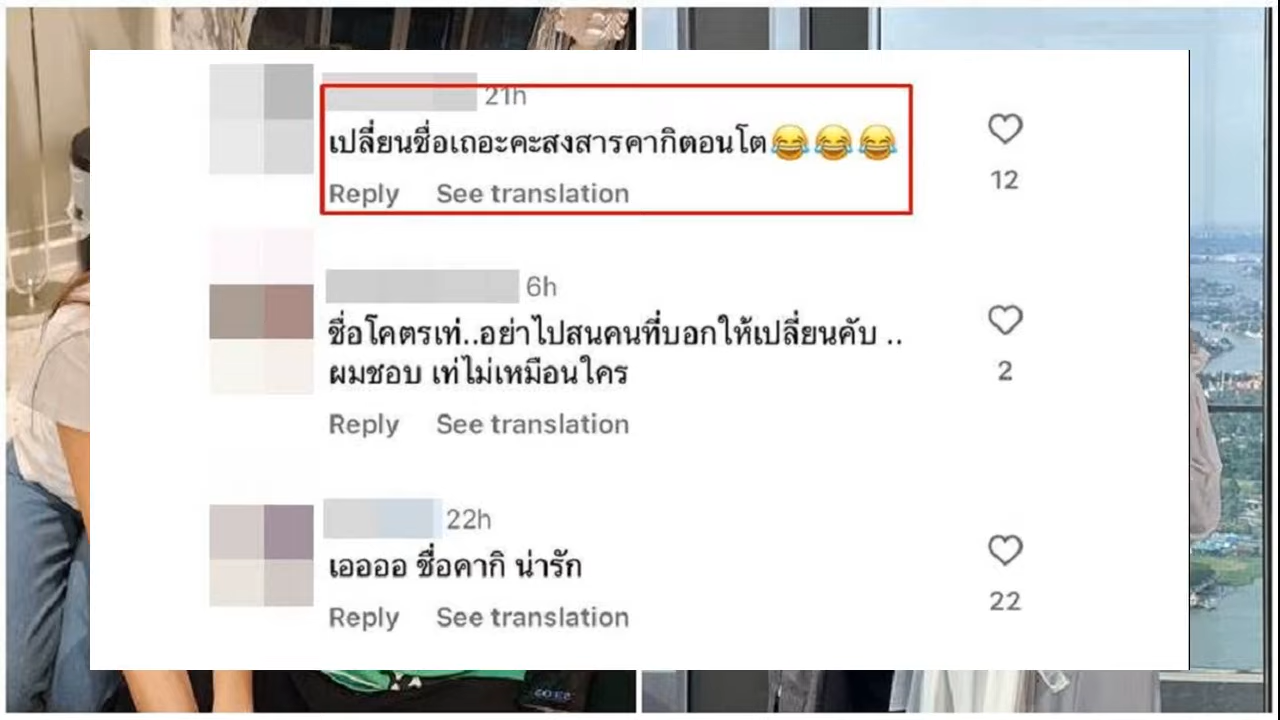 21h
เปลี่ยนชื่อเถอะคะสงสารคากิตอนโต😂😂😂
Reply See translation
12
6h
ชื่อโคตรเท่..อย่าไปสนคนที่บอกให้เปลี่ยนคับ ..
ผมชอบ เท่ไม่เหมือนใคร
Reply See translation
2
22h
เออออ ชื่อคากิ น่ารัก
Reply See translation
22